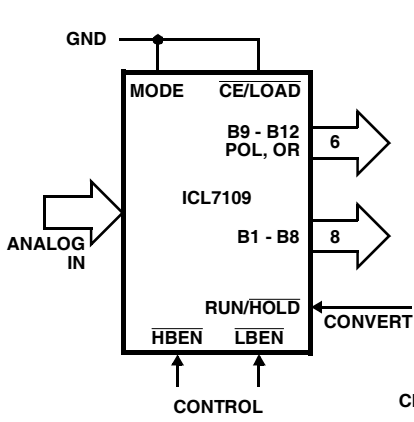 GND
MODE CE/LOAD
B9 - B12
POL, OR
6
ICL7109
B1 - B8
8
ANALOG
IN
RUN/HOLD
CONVERT
HBEN LBEN
CONTROL